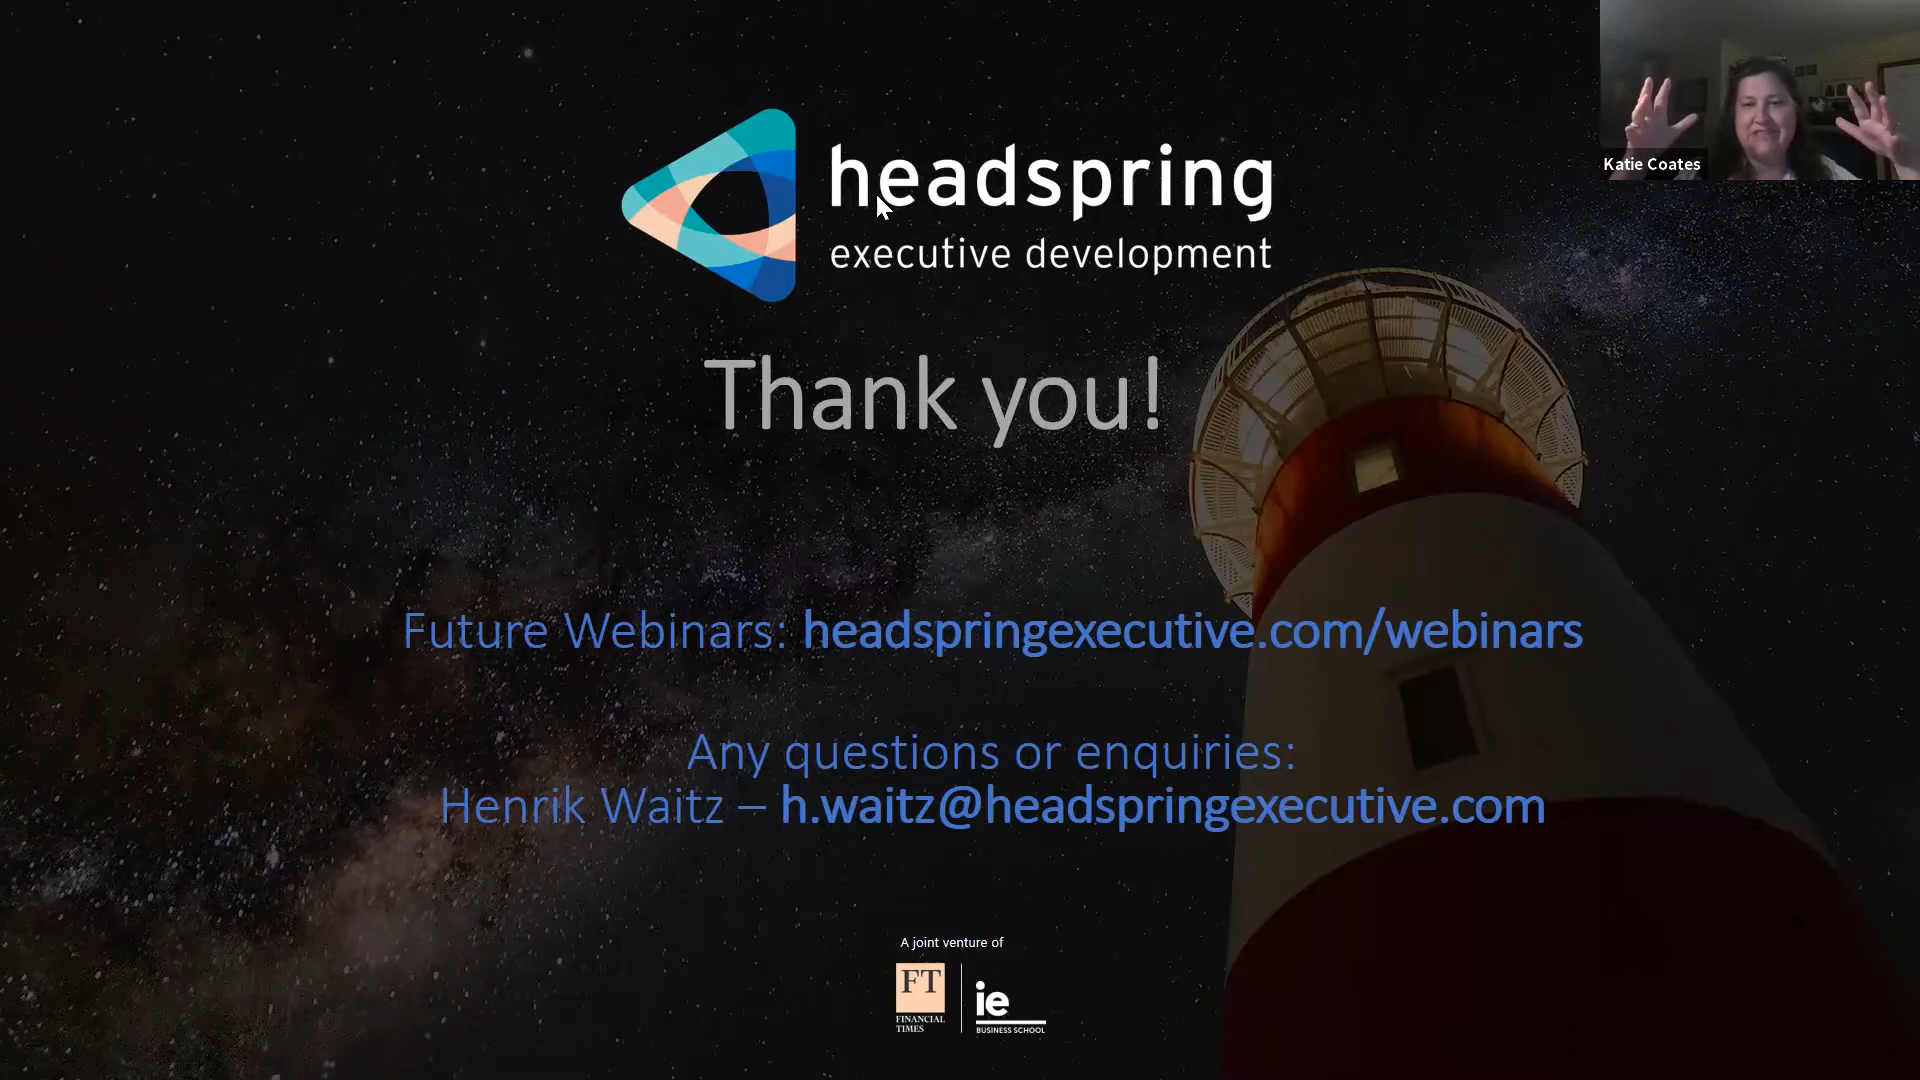 Katie Coates
headspring
executive development
Thank you!
Future Webinars: headspringexecutive.com/webinars
Any questions or enquiries:
Henrik Waitz – h.waitz@headspringexecutive.com
A joint venture of
FT
FINANCIAL
TIMES
ie
BUSINESS SCHOOL